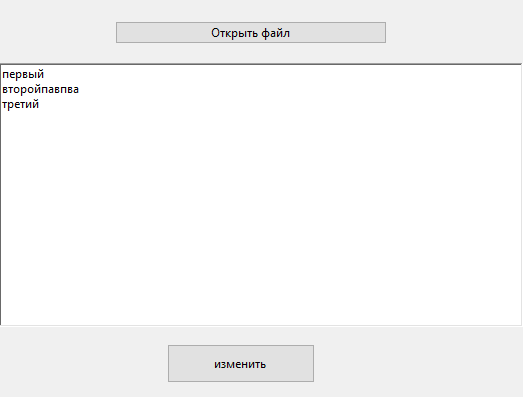 Открыть файл
первый
второйпавпва
третий
изменить